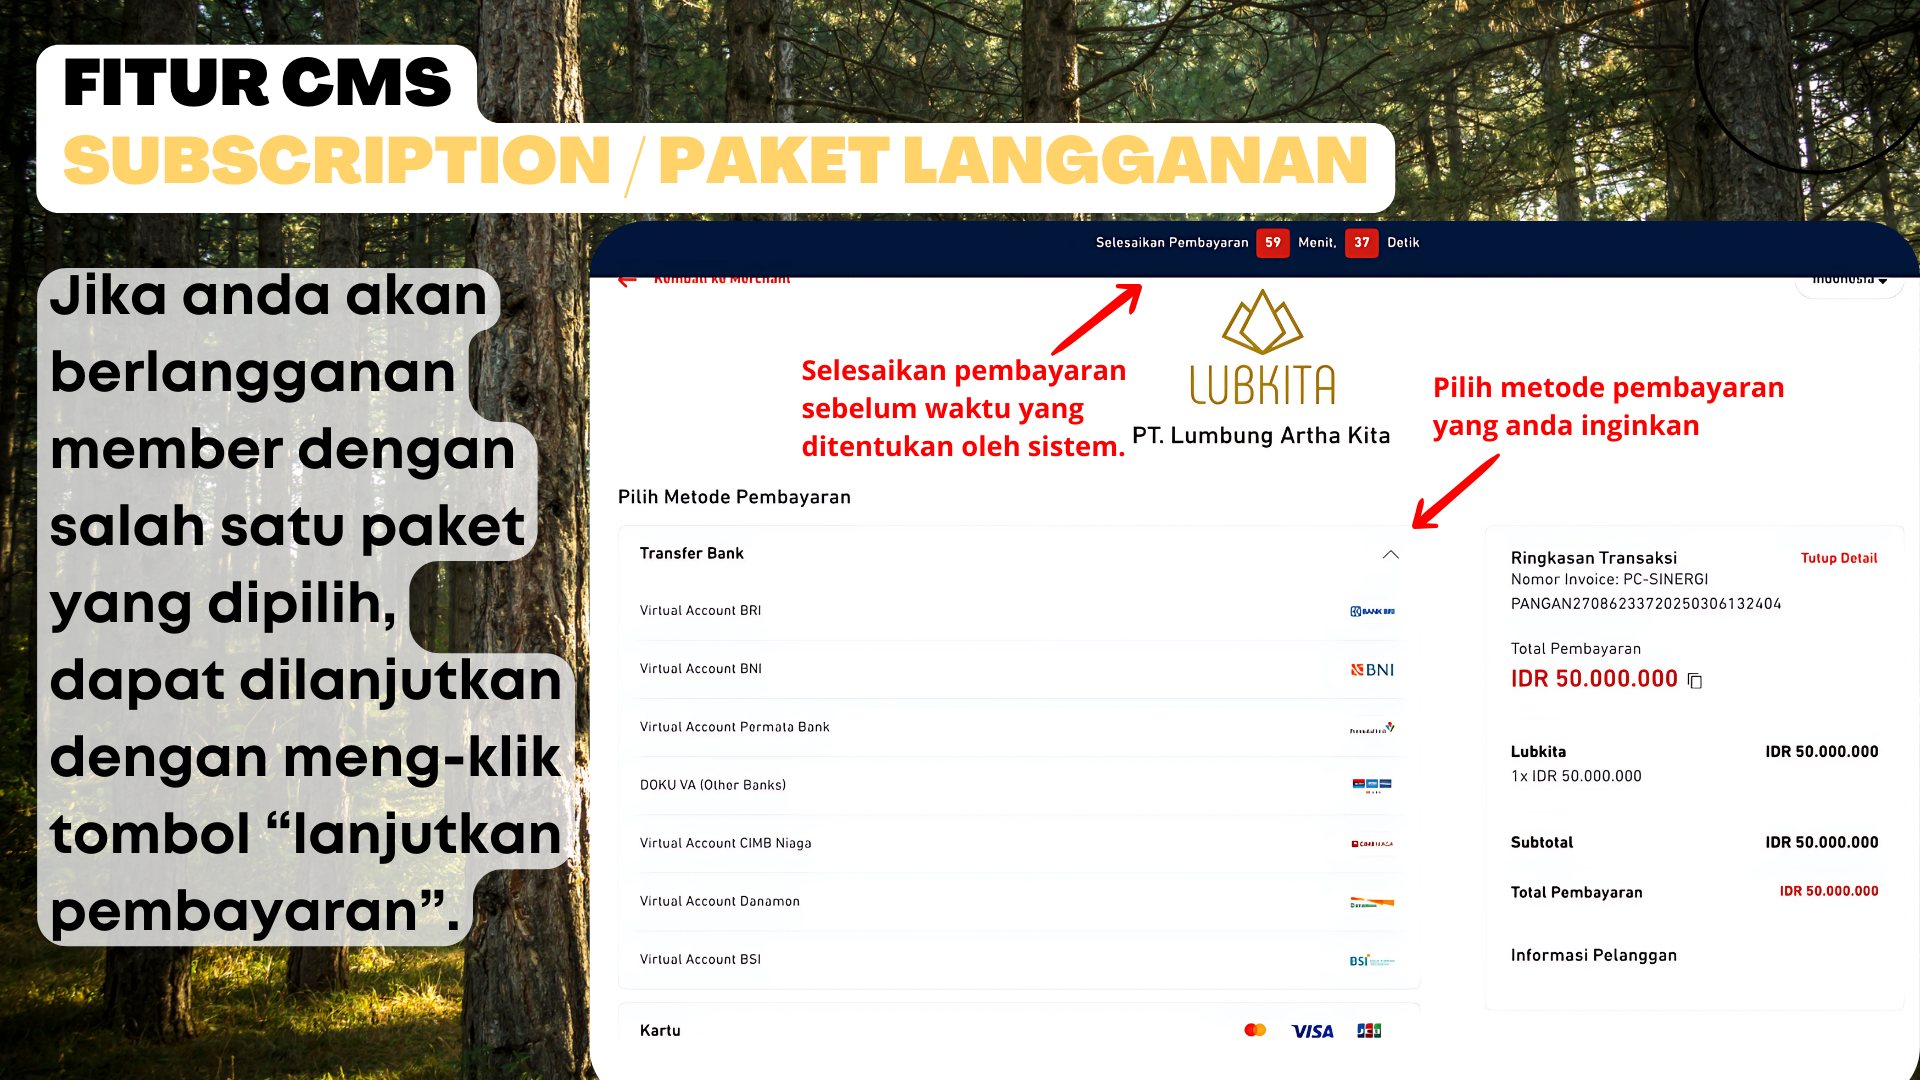 FITUR CMS
SUBSCRIPTION / PAKET LANGGANAN
Jika anda akan
berlangganan
member dengan
salah satu paket
yang dipilih,
dapat dilanjutkan
dengan meng-klik
tombol “lanjutkan
pembayaran”.
Selesaikan Pembayaran 59 Menit, 37 Detik
Kembali ke Merchant
Indonesia
LUBKITA
PT. Lumbung Artha Kita
Selesaikan pembayaran
sebelum waktu yang
ditentukan oleh sistem.
Pilih metode pembayaran
yang anda inginkan
Pilih Metode Pembayaran
Transfer Bank
Virtual Account BRI
BANK BRI
Virtual Account BNI
BNI
Virtual Account Permata Bank
DOKU VA (Other Banks)
Virtual Account CIMB Niaga
Virtual Account Danamon
Virtual Account BSI
BSI
Kartu
VISA
JCB
Ringkasan Transaksi
Tutup Detail
Nomor Invoice: PC-SINERGI
PANGAN27086233720250306132404
Total Pembayaran
IDR 50.000.000
Lubkita IDR 50.000.000
1x IDR 50.000.000
Subtotal IDR 50.000.000
Total Pembayaran IDR 50.000.000
Informasi Pelanggan